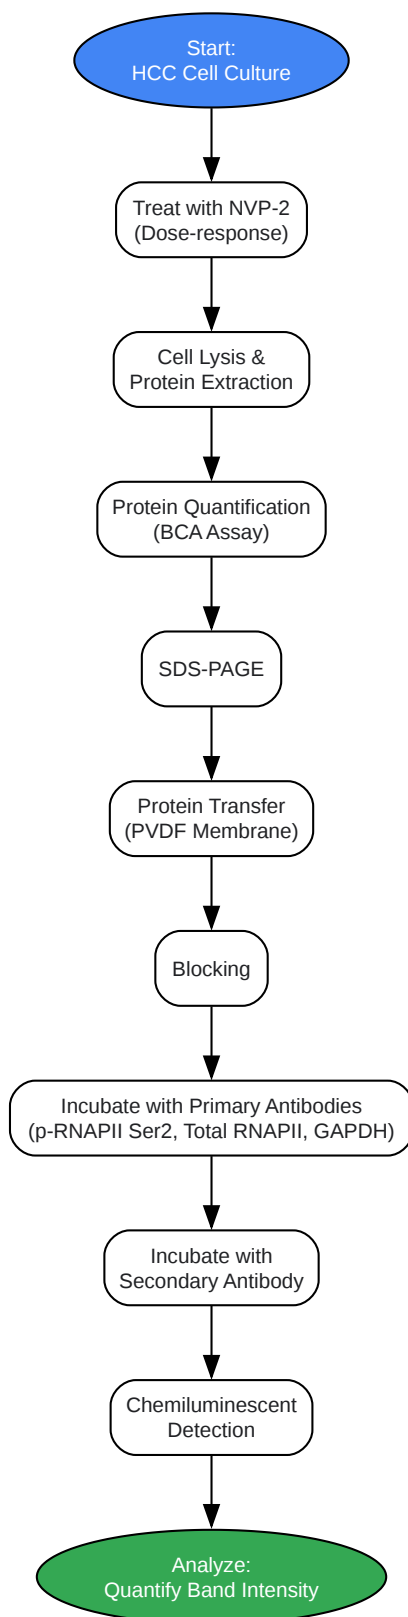 Start:
HCC Cell Culture
Treat with NVP-2
(Dose-response)
Cell Lysis &
Protein Extraction
Protein Quantification
(BCA Assay)
SDS-PAGE
Protein Transfer
(PVDF Membrane)
Blocking
Incubate with Primary Antibodies
(p-RNAPII Ser2, Total RNAPII, GAPDH)
Incubate with
Secondary Antibody
Chemiluminescent
Detection
Analyze:
Quantify Band Intensity